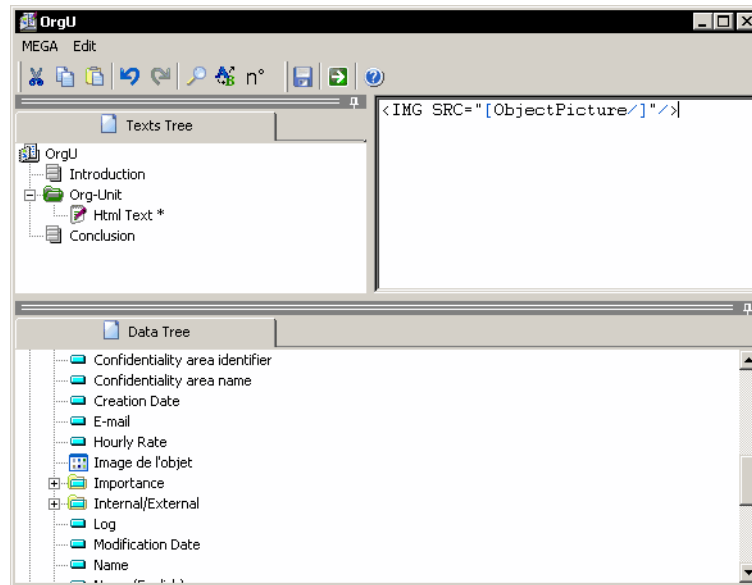 OrgU
MEGA Edit
n°
Texts Tree
<IMG SRC="[ObjectPicture/]"/>
OrgU
Introduction
Org-Unit
Html Text *
Conclusion
Data Tree
Confidentiality area identifier
Confidentiality area name
Creation Date
E-mail
Hourly Rate
Image de l'objet
Importance
Internal/External
Log
Modification Date
Name